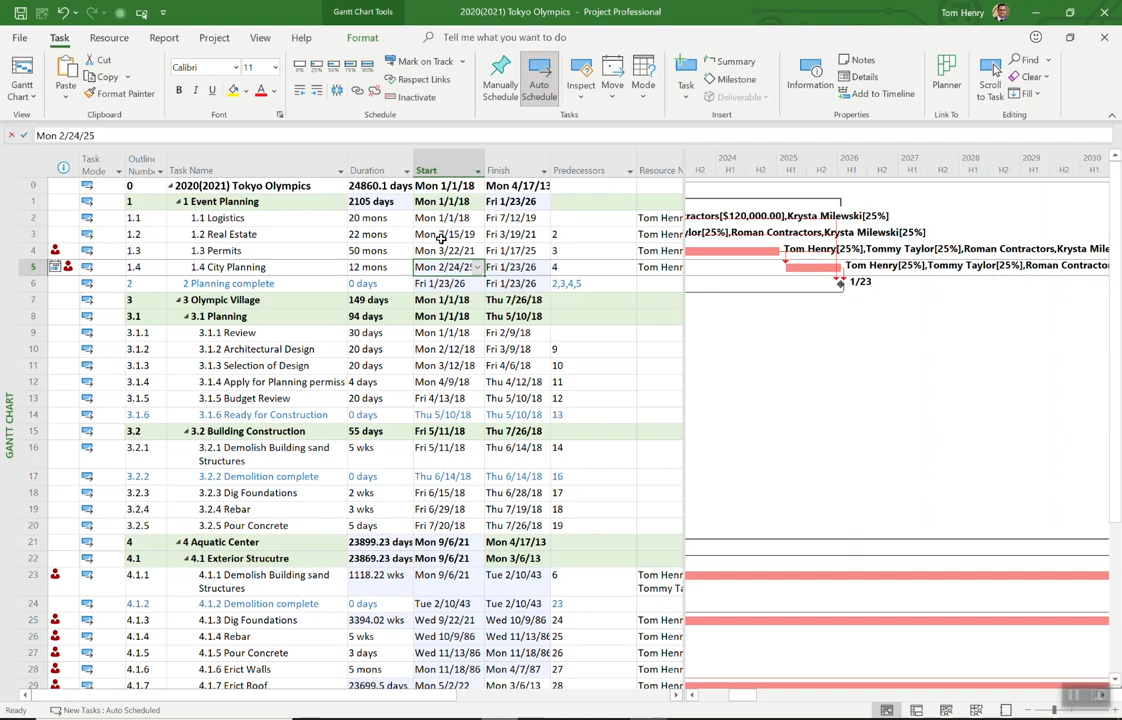 Gantt Chart Tools
2020(2021) Tokyo Olympics - Project Professional
Tom Henry
File Task Resource Report Project View Help Format Tell me what you want to do
Gantt Chart
View
Paste
Cut
Copy
Format Painter
Clipboard
Calibri 11
B I U A
Font
0% 25% 50% 75% 100%
Mark on Track
Respect Links
Inactivate
Schedule
Manually Schedule
Auto Schedule
Inspect
Move
Mode
Tasks
Task
Summary
Milestone
Deliverable
Insert
Information
Notes
Details
Add to Timeline
Properties
Planner
Link To
Scroll to Task
Find
Clear
Fill
Editing
Mon 2/24/25
Task Mode Outline Numbe Task Name Duration Start Finish Predecessors Resource N
2024 2025 2026 2027 2028 2029 2030
H2 H1 H2 H1 H2 H1 H2 H1 H2 H1 H2 H1 H2 H1
0 0 2020(2021) Tokyo Olympics 24860.1 days Mon 1/1/18 Mon 4/17/13
1 1 1 Event Planning 2105 days Mon 1/1/18 Fri 1/23/26
2 1.1 1.1 Logistics 20 mons Mon 1/1/18 Fri 7/12/19 Tom Henr ractors[$120,000.00],Krysta Milewski[25%]
3 1.2 1.2 Real Estate 22 mons Mon 7/15/19 Fri 3/19/21 2 Tom Henr ylor[25%],Roman Contractors,Krysta Milewski[25%]
4 1.3 1.3 Permits 50 mons Mon 3/22/21 Fri 1/17/25 3 Tom Henr Tom Henry[25%],Tommy Taylor[25%],Roman Contractors,Krysta Mile
5 1.4 1.4 City Planning 12 mons Mon 2/24/25 Fri 1/23/26 4 Tom Henr Tom Henry[25%],Tommy Taylor[25%],Roman Contractor
6 2 2 Planning complete 0 days Fri 1/23/26 Fri 1/23/26 2,3,4,5 1/23
7 3 3 Olympic Village 149 days Mon 1/1/18 Thu 7/26/18
8 3.1 3.1 Planning 94 days Mon 1/1/18 Thu 5/10/18
9 3.1.1 3.1.1 Review 30 days Mon 1/1/18 Fri 2/9/18
10 3.1.2 3.1.2 Architectural Design 20 days Mon 2/12/18 Fri 3/9/18 9
11 3.1.3 3.1.3 Selection of Design 20 days Mon 3/12/18 Fri 4/6/18 10
12 3.1.4 3.1.4 Apply for Planning permiss 4 days Mon 4/9/18 Thu 4/12/18 11
13 3.1.5 3.1.5 Budget Review 20 days Fri 4/13/18 Thu 5/10/18 12
14 3.1.6 3.1.6 Ready for Construction 0 days Thu 5/10/18 Thu 5/10/18 13
15 3.2 3.2 Building Construction 55 days Fri 5/11/18 Thu 7/26/18
16 3.2.1 3.2.1 Demolish Building sand 5 wks Fri 5/11/18 Thu 6/14/18 14
Structures
17 3.2.2 3.2.2 Demolition complete 0 days Thu 6/14/18 Thu 6/14/18 16
18 3.2.3 3.2.3 Dig Foundations 2 wks Fri 6/15/18 Thu 6/28/18 17
19 3.2.4 3.2.4 Rebar 3 wks Fri 6/29/18 Thu 7/19/18 18
20 3.2.5 3.2.5 Pour Concrete 5 days Fri 7/20/18 Thu 7/26/18 19
21 4 4 Aquatic Center 23899.23 days Mon 9/6/21 Mon 4/17/13
22 4.1 4.1 Exterior Strucutre 23869.23 days Mon 9/6/21 Mon 3/6/13
23 4.1.1 4.1.1 Demolish Building sand 1118.22 wks Mon 9/6/21 Tue 2/10/43 6 Tom Henr
Structures Tommy Ta
24 4.1.2 4.1.2 Demolition complete 0 days Tue 2/10/43 Tue 2/10/43 23
25 4.1.3 4.1.3 Dig Foundations 3394.02 wks Wed 9/22/21 Wed 10/9/86 24 Tom Henr
26 4.1.4 4.1.4 Rebar 5 wks Wed 10/9/86 Wed 11/13/86 25 Tom Henr
27 4.1.5 4.1.5 Pour Concrete 3 days Wed 11/13/86 Mon 11/18/86 26 Tom Henr
28 4.1.6 4.1.6 Erict Walls 5 mons Mon 11/18/86 Mon 4/7/87 27 Tom Henr
29 4.1.7 4.1.7 Erict Roof 23699.5 days Mon 5/2/22 Mon 3/6/13 28 Tom Henr
GANTT CHART
Ready New Tasks : Auto Scheduled